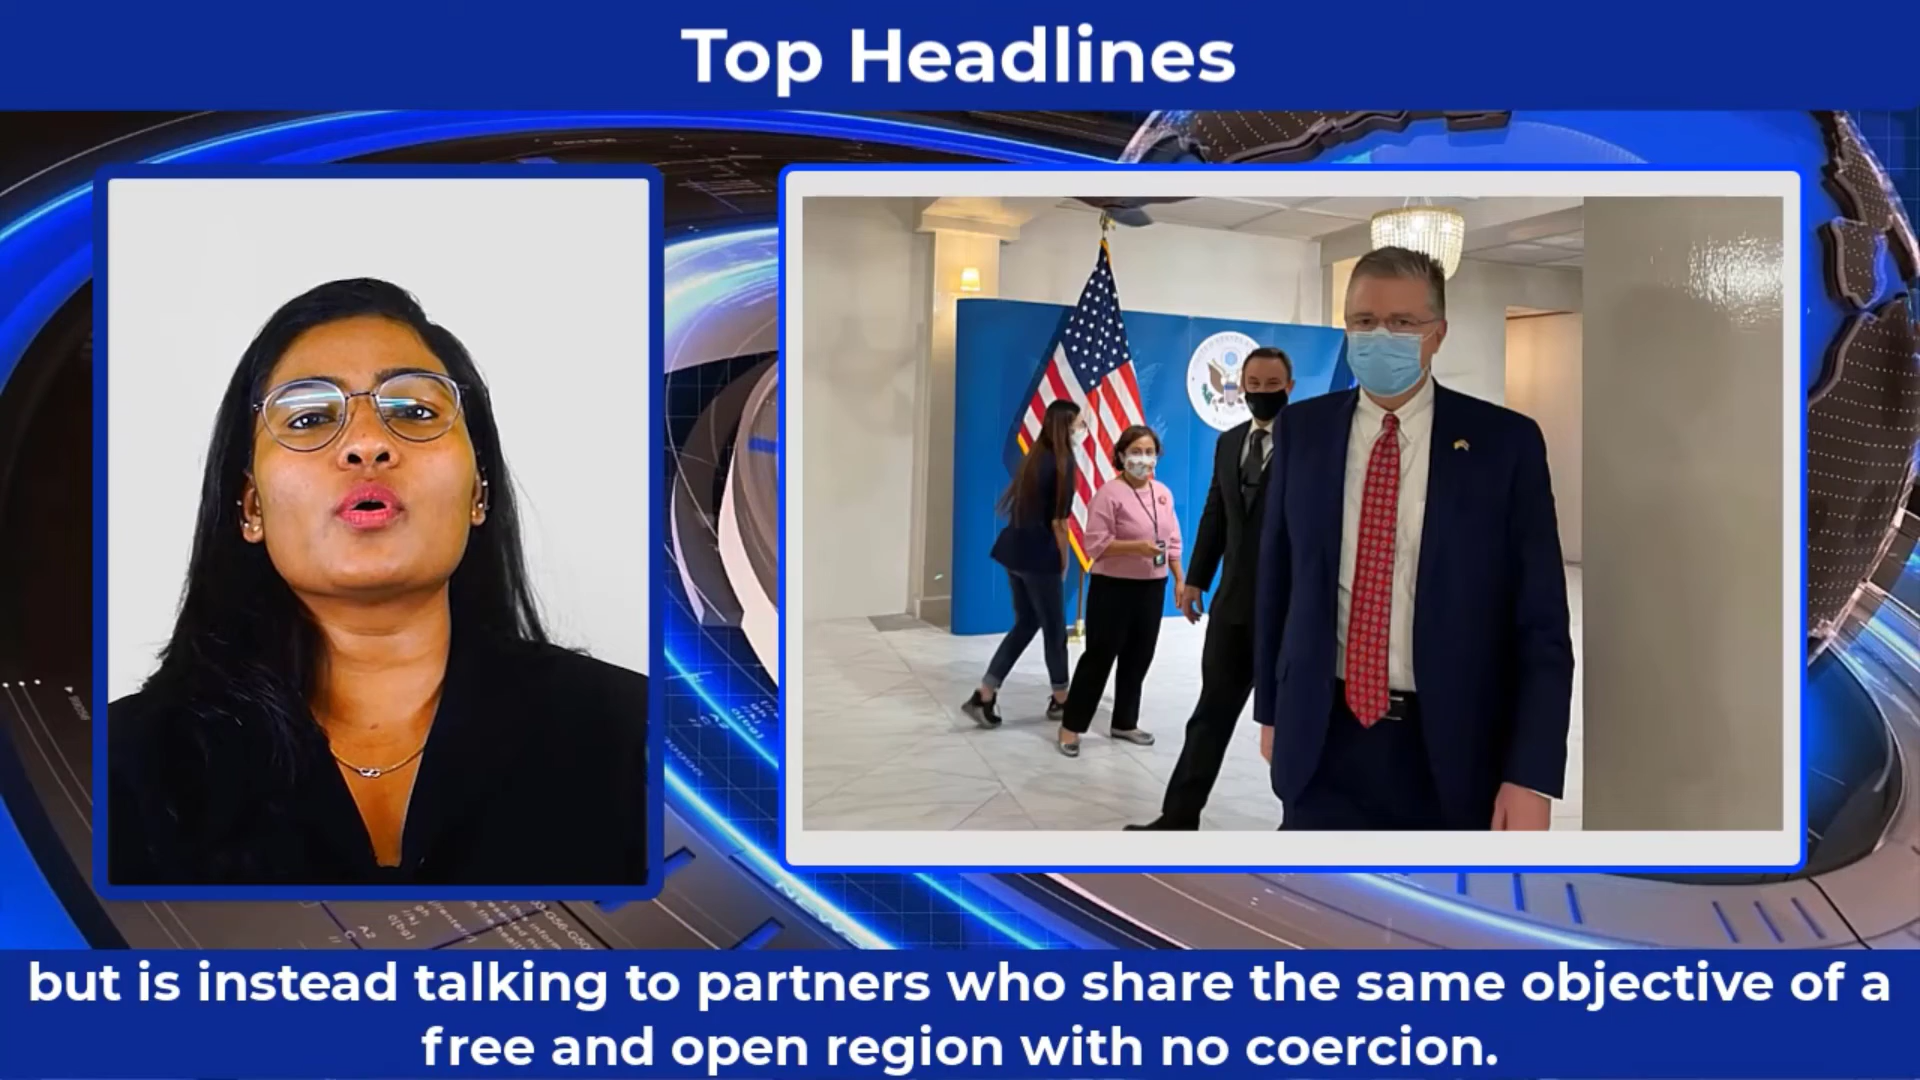 Top Headlines
but is instead talking to partners who share the same objective of a
free and open region with no coercion.
NEWS